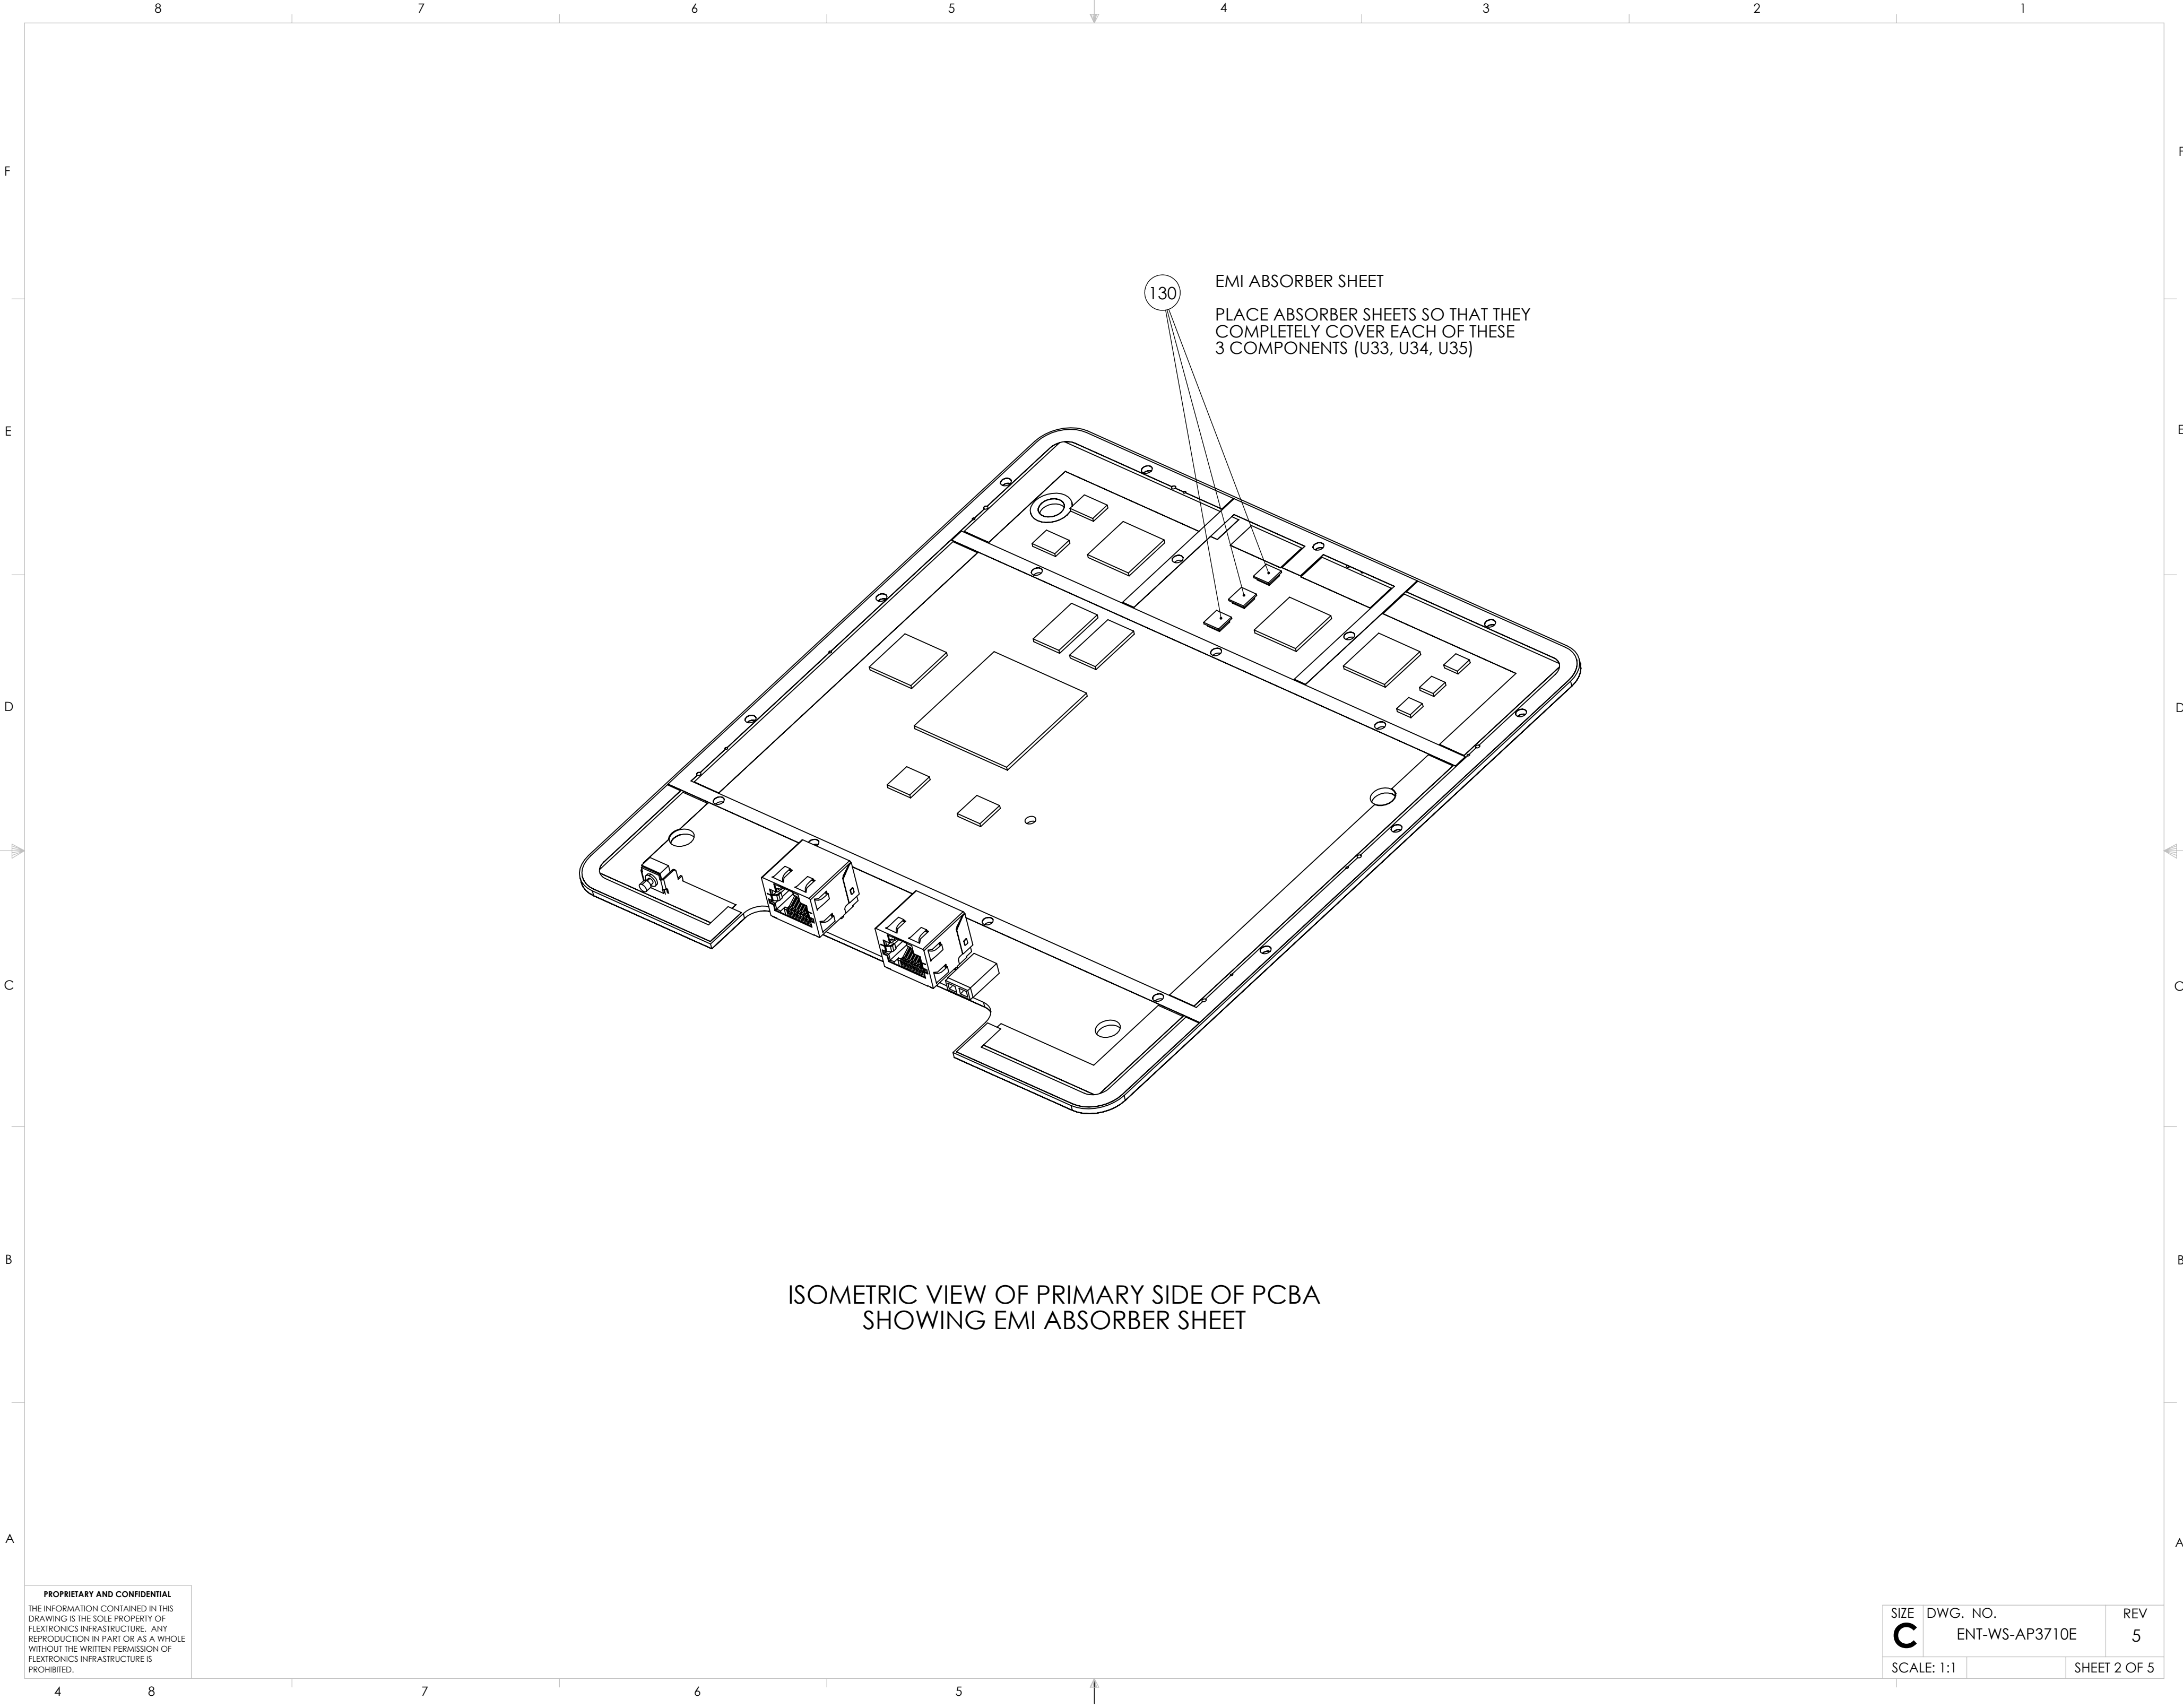 8 7 6 5 4 3 2 1
F F
130
EMI ABSORBER SHEET
PLACE ABSORBER SHEETS SO THAT THEY
COMPLETELY COVER EACH OF THESE
3 COMPONENTS (U33, U34, U35)
E E
D D
C C
B B
ISOMETRIC VIEW OF PRIMARY SIDE OF PCBA
SHOWING EMI ABSORBER SHEET
A A
PROPRIETARY AND CONFIDENTIAL
THE INFORMATION CONTAINED IN THIS
DRAWING IS THE SOLE PROPERTY OF
FLEXTRONICS INFRASTRUCTURE. ANY
REPRODUCTION IN PART OR AS A WHOLE
WITHOUT THE WRITTEN PERMISSION OF
FLEXTRONICS INFRASTRUCTURE IS
PROHIBITED.
SIZE DWG. NO. REV
C ENT-WS-AP3710E 5
SCALE: 1:1 SHEET 2 OF 5
4 8 7 6 5